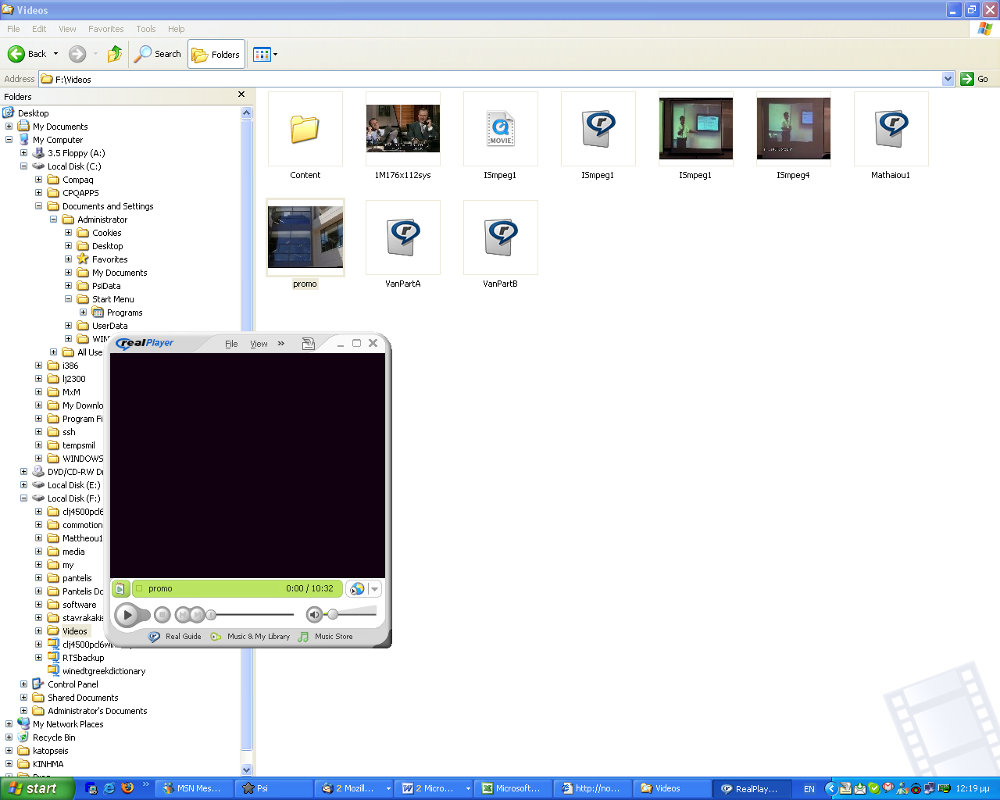 Videos
File Edit View Favorites Tools Help
Back Search Folders
Address F:\Videos Go
Folders
Desktop
My Documents
My Computer
3.5 Floppy (A:)
Local Disk (C:)
Compaq
CPQAPPS
Documents and Settings
Administrator
Cookies
Desktop
Favorites
My Documents
PsiData
Start Menu
Programs
UserData
WIN
All Use
i386
lj2300
MxM
My Downlo
Program Fi
ssh
tempsmil
WINDOWS
DVD/CD-RW Dr
Local Disk (E:)
Local Disk (F:)
clj4500pcl6
commotion
Mattheou1
media
my
pantelis
Pantelis Do
software
stavrakakis
Videos
clj4500pcl6win
RTSbackup
winedtgreekdictionary
Control Panel
Shared Documents
Administrator's Documents
My Network Places
Recycle Bin
katopseis
KINHMA
MOVIE
Content 1M176x112sys ISmpeg1 ISmpeg1 ISmpeg1 ISmpeg4 Mathaiou1
promo VanPartA VanPartB
realPlayer File View »
promo 0:00 / 10:32
Real Guide Music & My Library Music Store
start MSN Mes... Psi 2 Mozill... 2 Micro... Microsoft... http://no... Videos RealPlay... EN 12:19 μμ